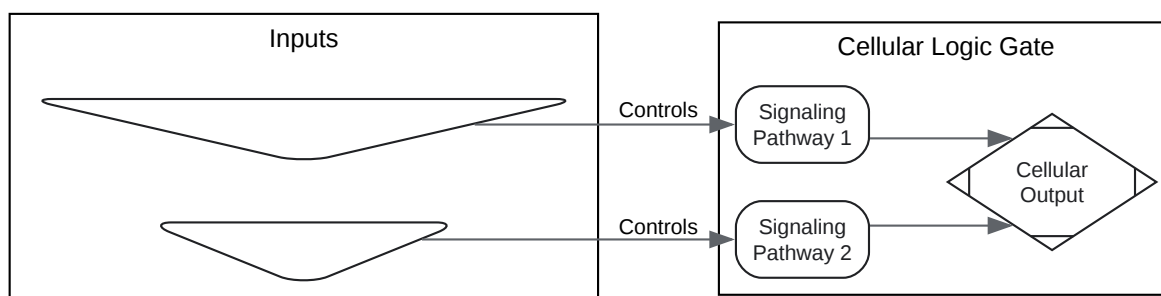 Inputs
Cellular Logic Gate
Controls
Signaling
Pathway 1
Cellular
Output
Controls
Signaling
Pathway 2